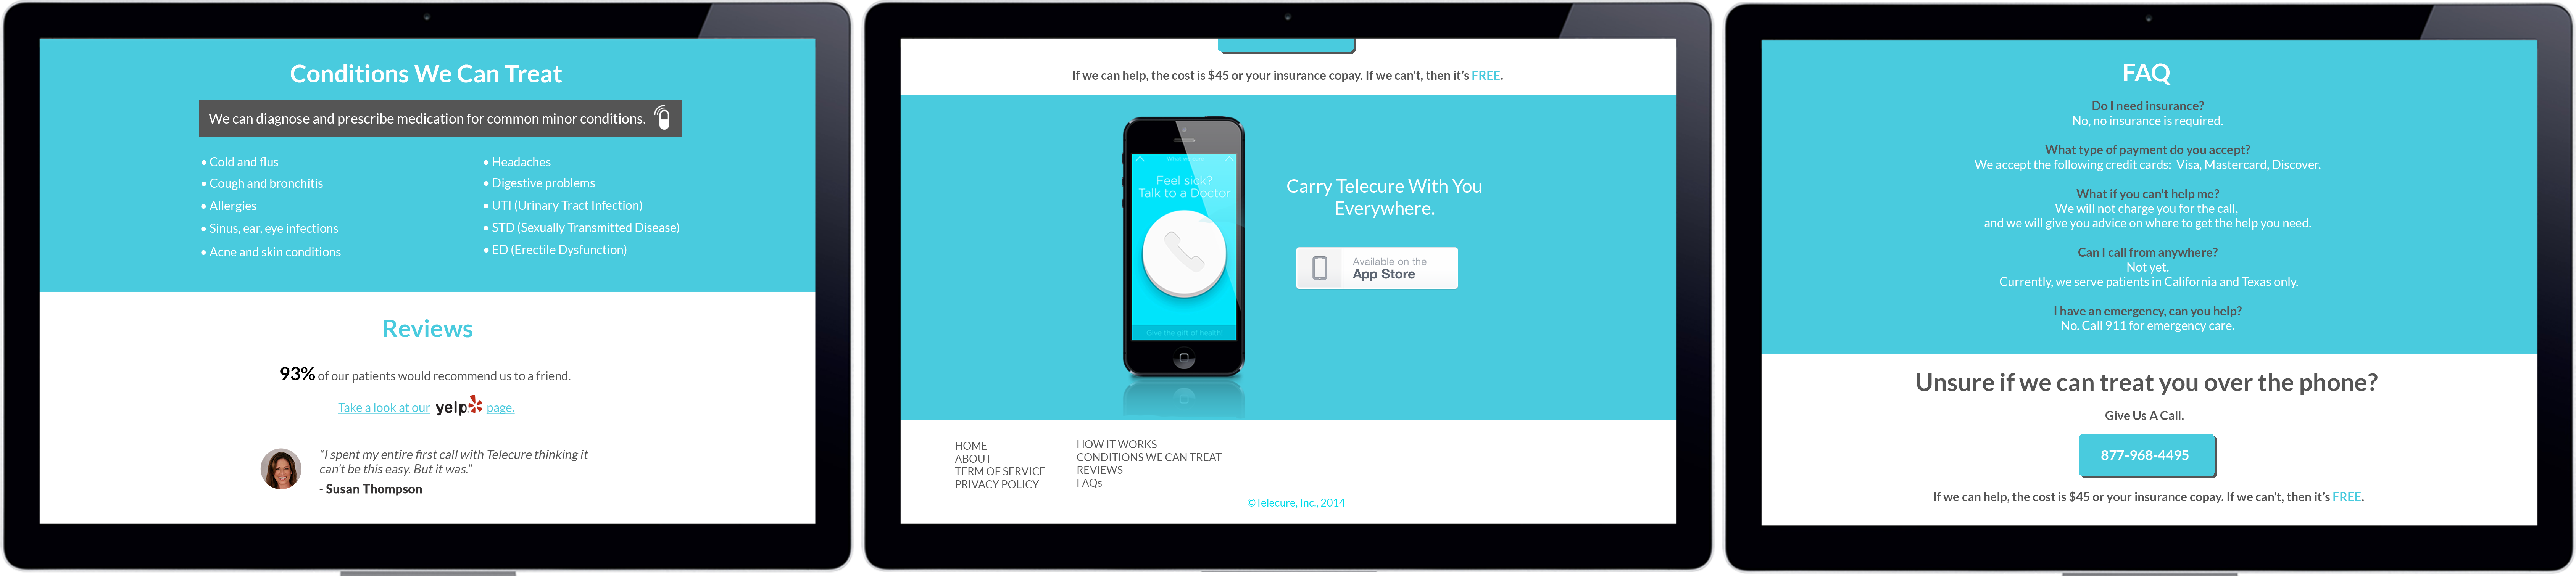 Conditions We Can Treat
We can diagnose and prescribe medication for common minor conditions.
• Cold and flus
• Cough and bronchitis
• Allergies
• Sinus, ear, eye infections
• Acne and skin conditions
• Headaches
• Digestive problems
• UTI (Urinary Tract Infection)
• STD (Sexually Transmitted Disease)
• ED (Erectile Dysfunction)
Reviews
93% of our patients would recommend us to a friend.
Take a look at our yelp page.
“I spent my entire first call with Telecure thinking it
can’t be this easy. But it was.”
- Susan Thompson
If we can help, the cost is $45 or your insurance copay. If we can’t, then it’s FREE.
Feel sick?
Talk to a Doctor
Give the gift of health!
Carry Telecure With You
Everywhere.
Available on the
App Store
HOME
ABOUT
TERM OF SERVICE
PRIVACY POLICY
HOW IT WORKS
CONDITIONS WE CAN TREAT
REVIEWS
FAQs
©Telecure, Inc., 2014
FAQ
Do I need insurance?
No, no insurance is required.
What type of payment do you accept?
We accept the following credit cards: Visa, Mastercard, Discover.
What if you can't help me?
We will not charge you for the call,
and we will give you advice on where to get the help you need.
Can I call from anywhere?
Not yet.
Currently, we serve patients in California and Texas only.
I have an emergency, can you help?
No. Call 911 for emergency care.
Unsure if we can treat you over the phone?
Give Us A Call.
877-968-4495
If we can help, the cost is $45 or your insurance copay. If we can’t, then it’s FREE.